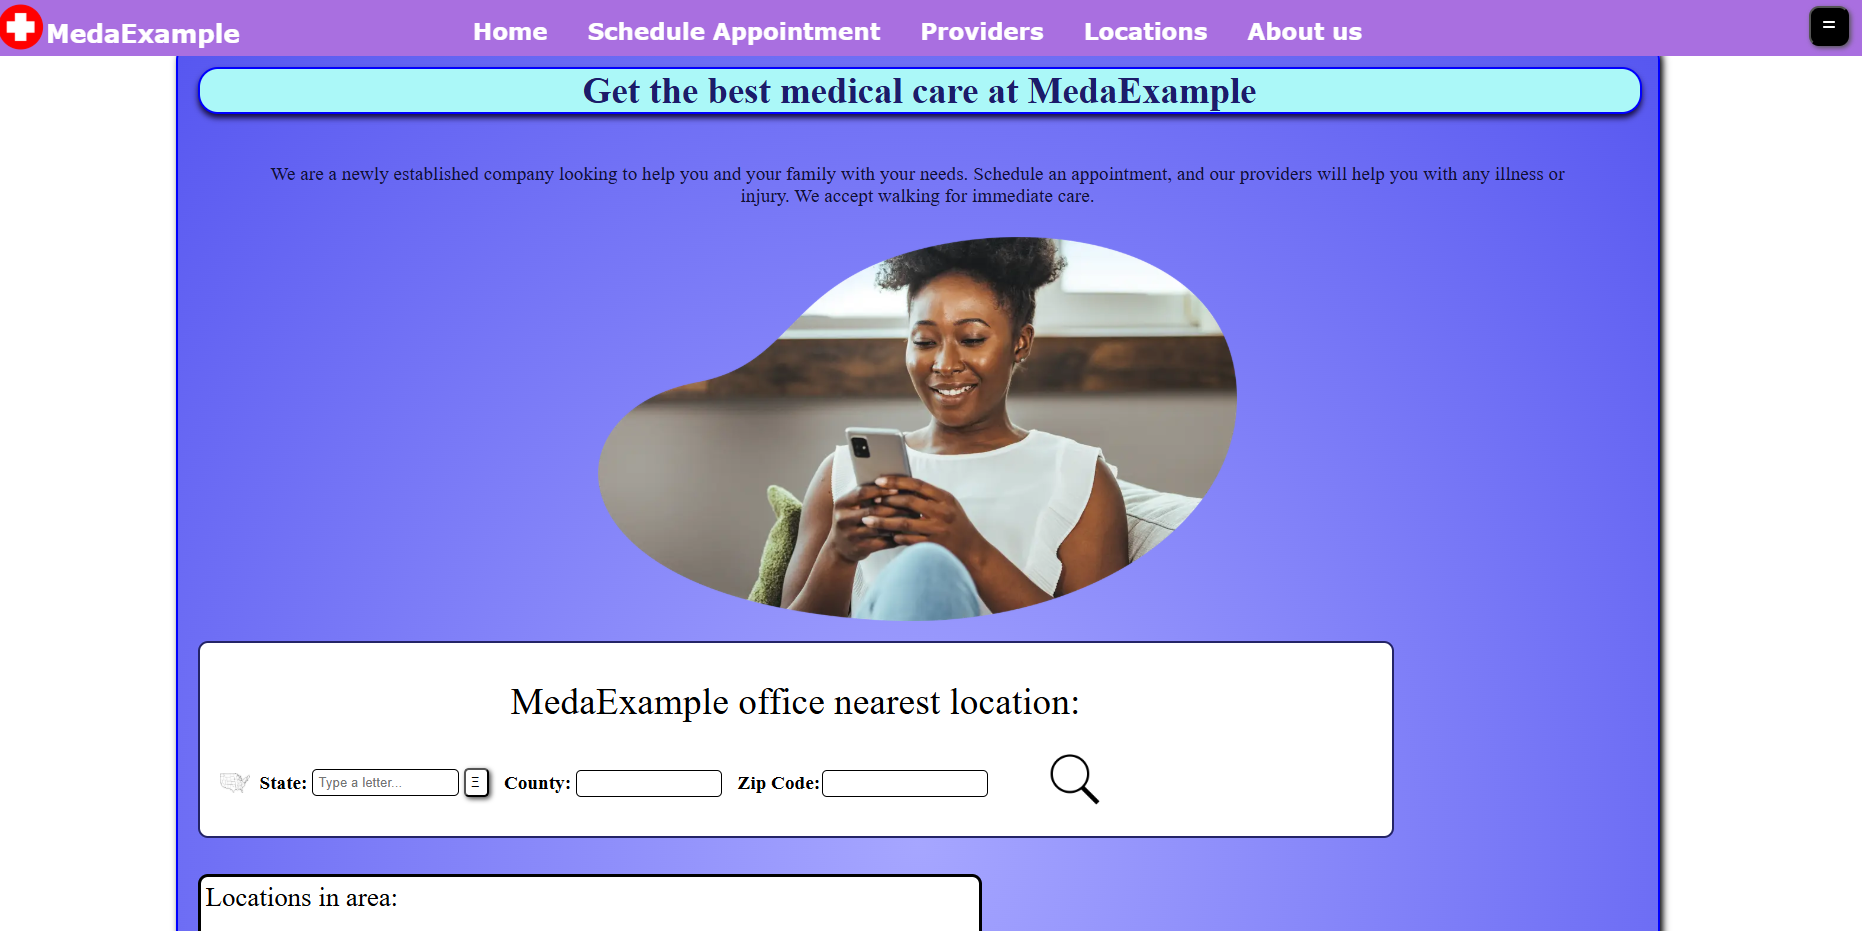 MedaExample
Home Schedule Appointment Providers Locations About us
=
Get the best medical care at MedaExample
We are a newly established company looking to help you and your family with your needs. Schedule an appointment, and our providers will help you with any illness or
injury. We accept walking for immediate care.
MedaExample office nearest location:
State: Type a letter... Ξ County: Zip Code:
Locations in area: